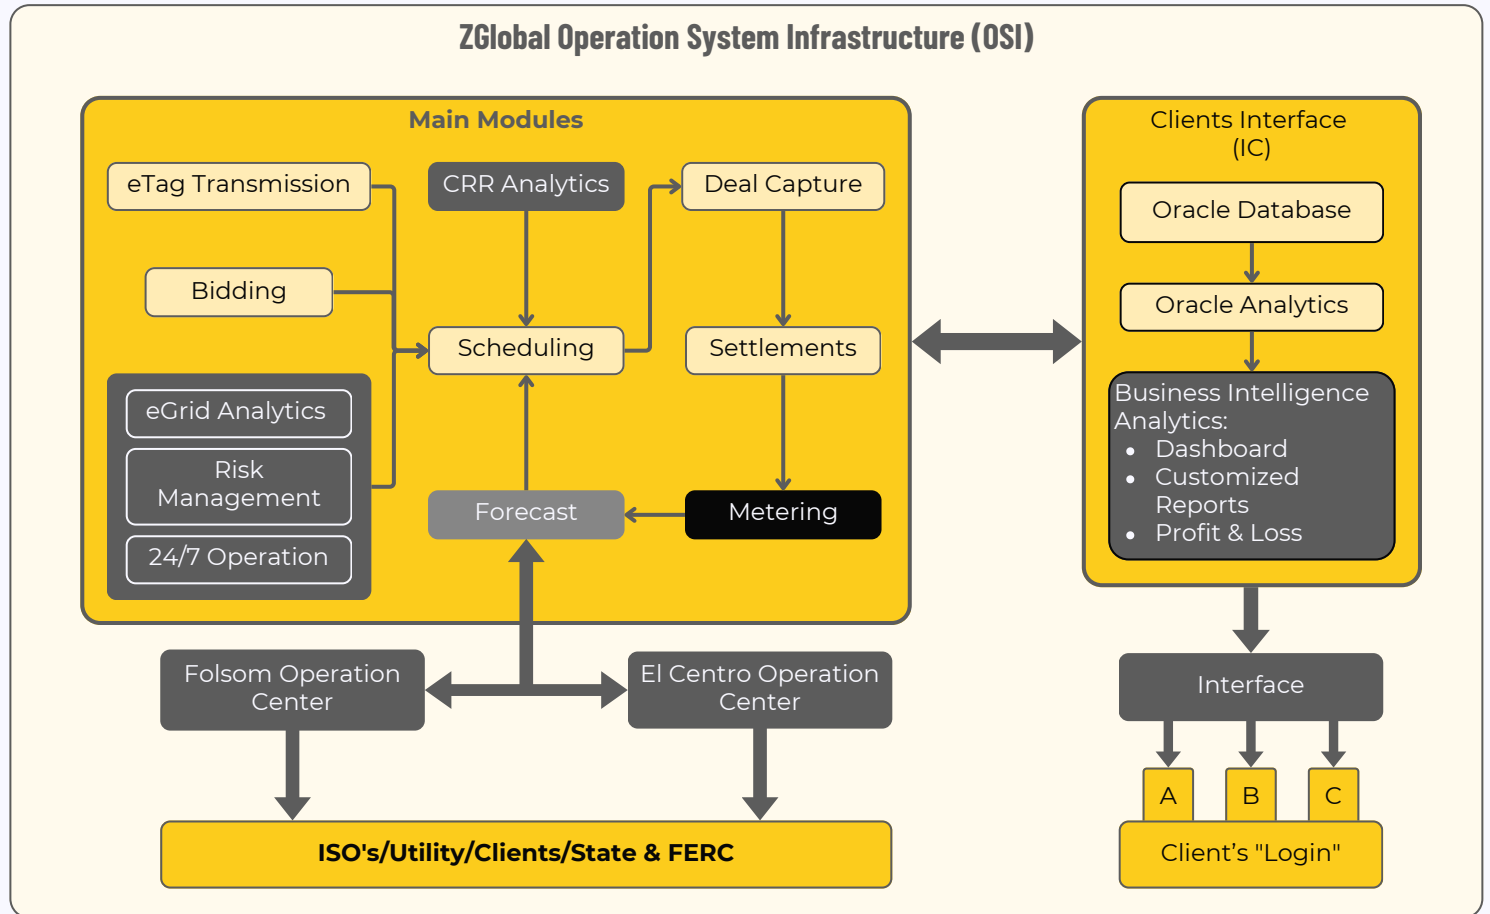 ZGlobal Operation System Infrastructure (OSI)
Main Modules
eTag Transmission
CRR Analytics
Deal Capture
Bidding
Scheduling
Settlements
eGrid Analytics
Risk
Management
24/7 Operation
Forecast
Metering
Clients Interface
(IC)
Oracle Database
Oracle Analytics
Business Intelligence
Analytics:
• Dashboard
• Customized
Reports
• Profit & Loss
Folsom Operation
Center
El Centro Operation
Center
ISO's/Utility/Clients/State & FERC
Interface
A
B
C
Client’s "Login"